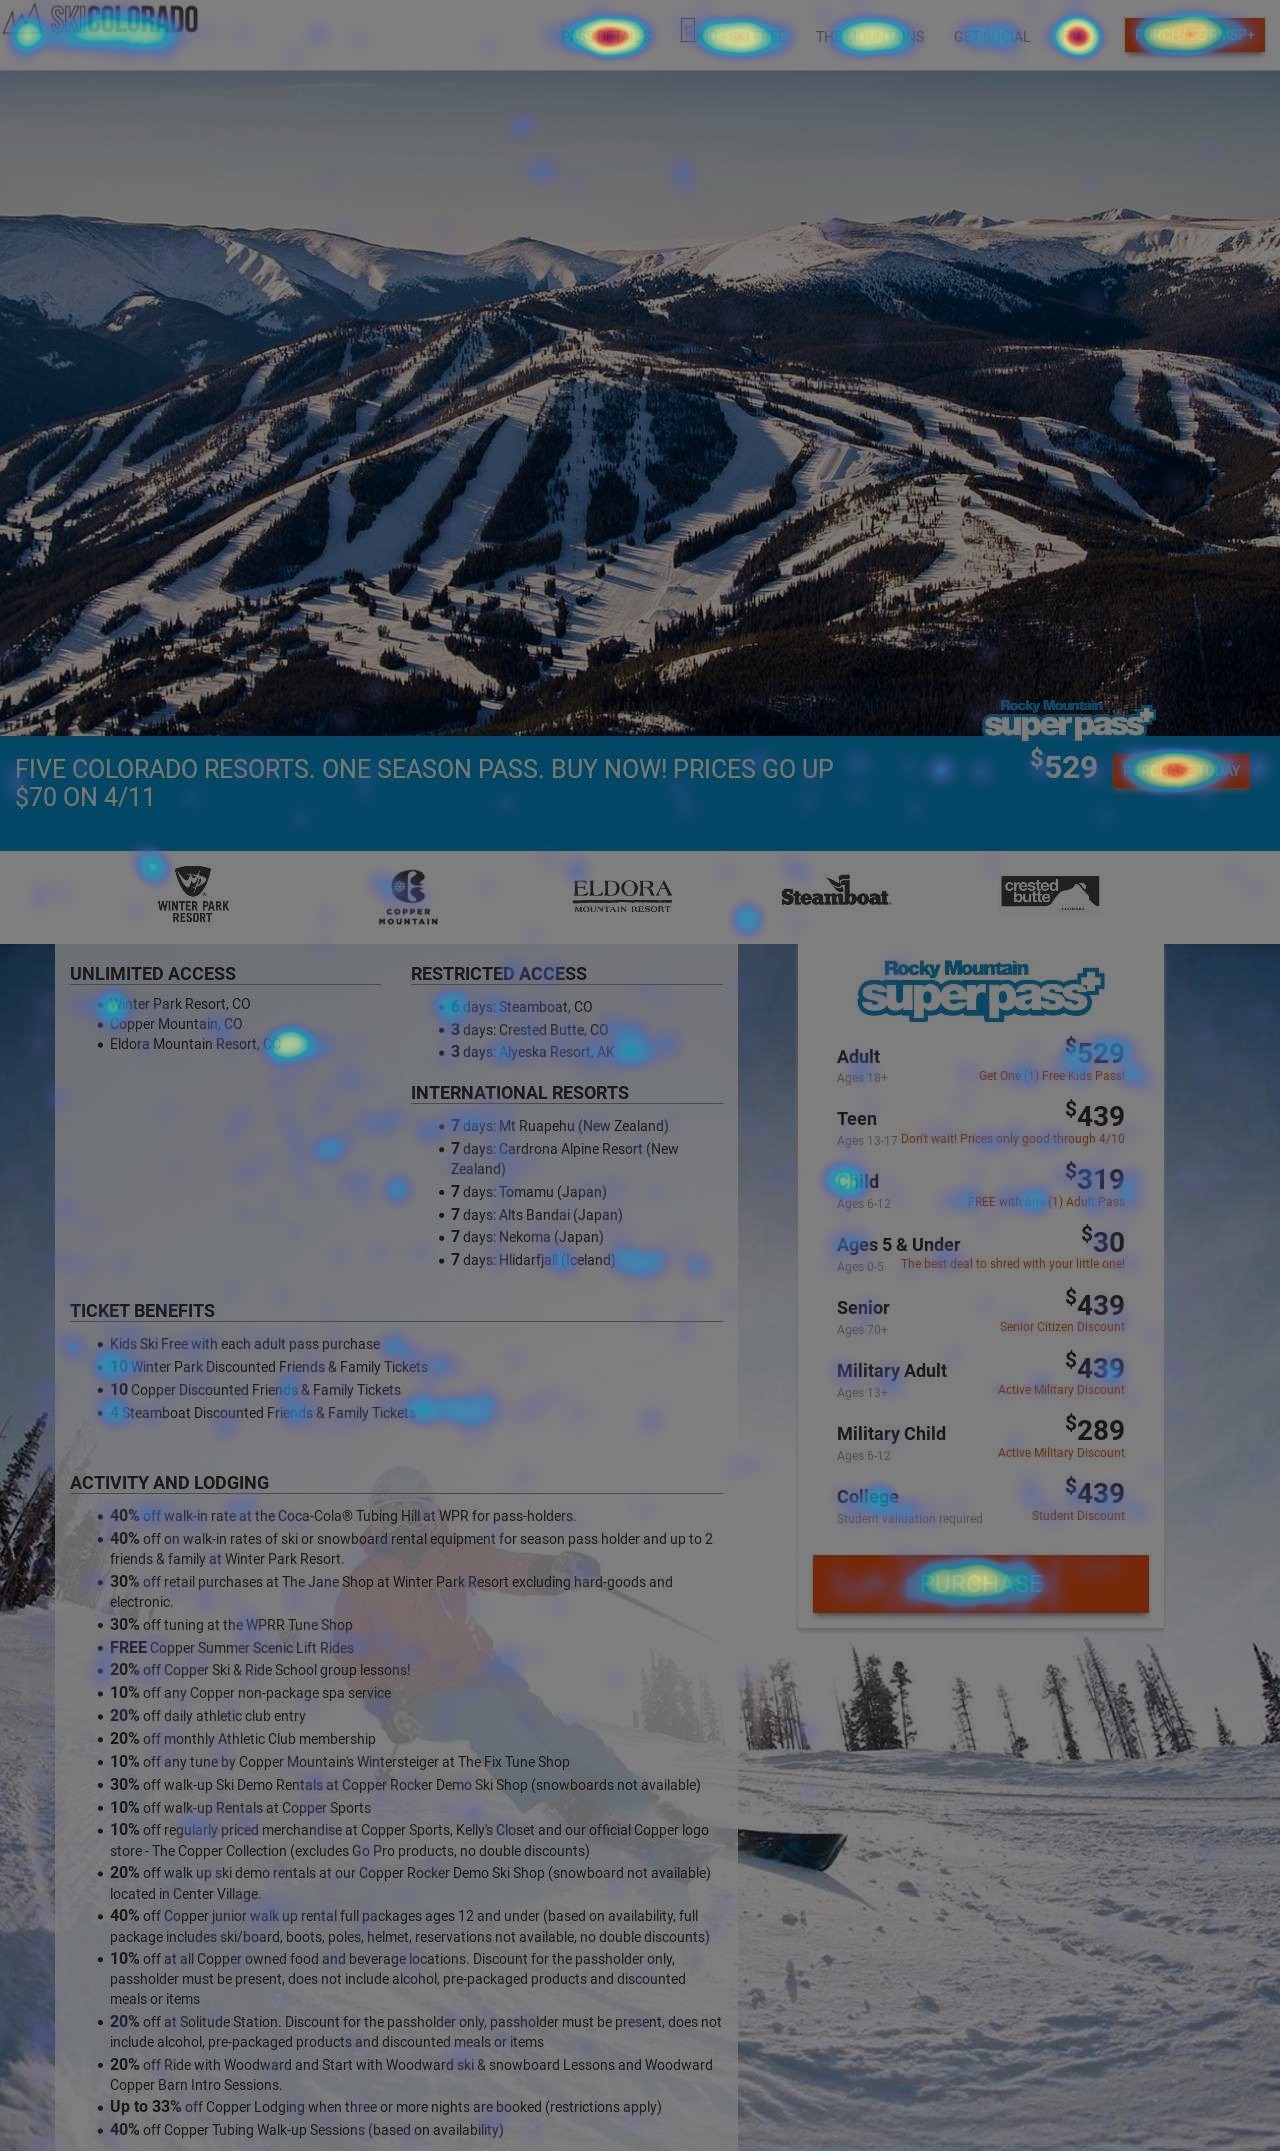 SKICOLORADO
PASS DETAILS
KIDS SKI FREE
THE MOUNTAINS
GET SOCIAL
PURCHASE RMSP+
Rocky Mountain
superpass+
FIVE COLORADO RESORTS. ONE SEASON PASS. BUY NOW! PRICES GO UP
$70 ON 4/11
$529
PURCHASE TODAY
WINTER PARK
RESORT
COPPER
MOUNTAIN
ELDORA
MOUNTAIN RESORT
Steamboat
crested
butte
UNLIMITED ACCESS
Winter Park Resort, CO
Copper Mountain, CO
Eldora Mountain Resort, CO
RESTRICTED ACCESS
6 days: Steamboat, CO
3 days: Crested Butte, CO
3 days: Alyeska Resort, AK
INTERNATIONAL RESORTS
7 days: Mt Ruapehu (New Zealand)
7 days: Cardrona Alpine Resort (New
Zealand)
7 days: Tomamu (Japan)
7 days: Alts Bandai (Japan)
7 days: Nekoma (Japan)
7 days: Hlidarfjall (Iceland)
TICKET BENEFITS
Kids Ski Free with each adult pass purchase
10 Winter Park Discounted Friends & Family Tickets
10 Copper Discounted Friends & Family Tickets
4 Steamboat Discounted Friends & Family Tickets
ACTIVITY AND LODGING
40% off walk-in rate at the Coca-Cola® Tubing Hill at WPR for pass-holders.
40% off on walk-in rates of ski or snowboard rental equipment for season pass holder and up to 2
friends & family at Winter Park Resort.
30% off retail purchases at The Jane Shop at Winter Park Resort excluding hard-goods and
electronic.
30% off tuning at the WPRR Tune Shop
FREE Copper Summer Scenic Lift Rides
20% off Copper Ski & Ride School group lessons!
10% off any Copper non-package spa service
20% off daily athletic club entry
20% off monthly Athletic Club membership
10% off any tune by Copper Mountain's Wintersteiger at The Fix Tune Shop
30% off walk-up Ski Demo Rentals at Copper Rocker Demo Ski Shop (snowboards not available)
10% off walk-up Rentals at Copper Sports
10% off regularly priced merchandise at Copper Sports, Kelly's Closet and our official Copper logo
store - The Copper Collection (excludes Go Pro products, no double discounts)
20% off walk up ski demo rentals at our Copper Rocker Demo Ski Shop (snowboard not available)
located in Center Village.
40% off Copper junior walk up rental full packages ages 12 and under (based on availability, full
package includes ski/board, boots, poles, helmet, reservations not available, no double discounts)
10% off at all Copper owned food and beverage locations. Discount for the passholder only,
passholder must be present, does not include alcohol, pre-packaged products and discounted
meals or items
20% off at Solitude Station. Discount for the passholder only, passholder must be present, does not
include alcohol, pre-packaged products and discounted meals or items
20% off Ride with Woodward and Start with Woodward ski & snowboard Lessons and Woodward
Copper Barn Intro Sessions.
Up to 33% off Copper Lodging when three or more nights are booked (restrictions apply)
40% off Copper Tubing Walk-up Sessions (based on availability)
Rocky Mountain
superpass+
Adult $529
Ages 18+ Get One (1) Free Kids Pass!
Teen $439
Ages 13-17 Don't wait! Prices only good through 4/10
Child $319
Ages 6-12 FREE with one (1) Adult Pass
Ages 5 & Under $30
Ages 0-5 The best deal to shred with your little one!
Senior $439
Ages 70+ Senior Citizen Discount
Military Adult $439
Ages 13+ Active Military Discount
Military Child $289
Ages 6-12 Active Military Discount
College $439
Student validation required Student Discount
PURCHASE